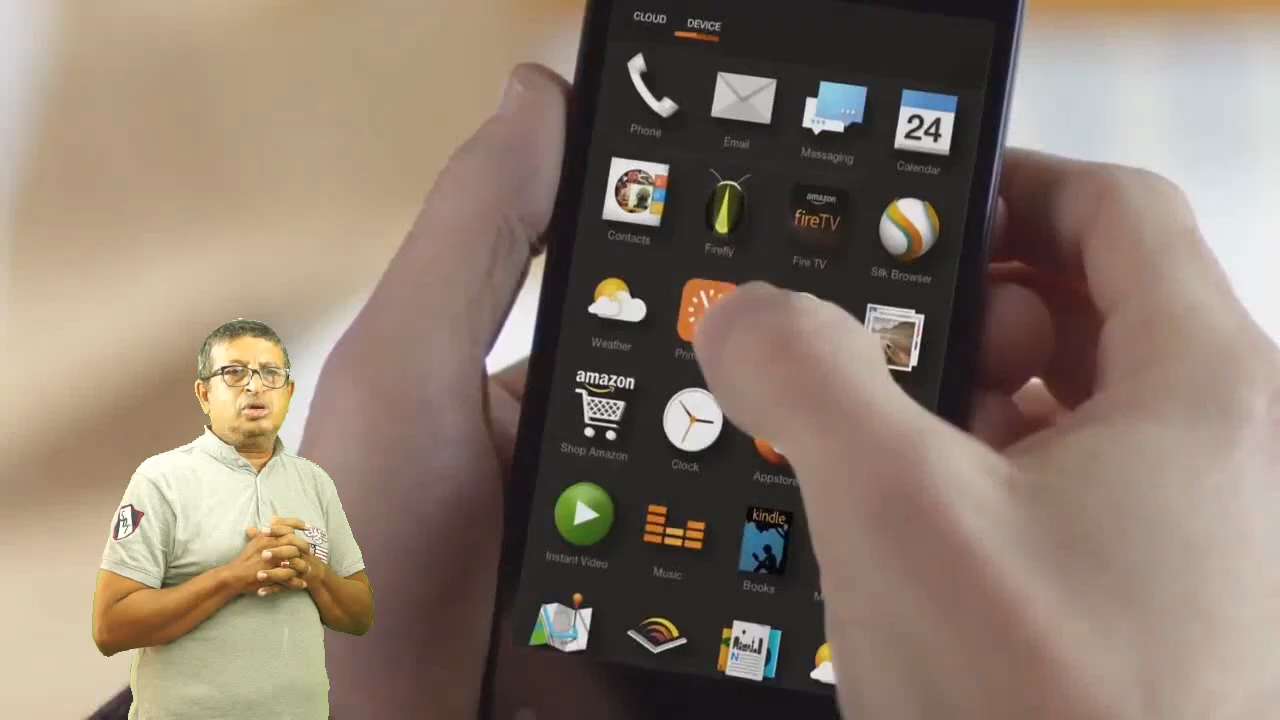 CLOUD DEVICE
Phone Email Messaging Calendar
24
Contacts Firefly Fire TV Silk Browser
amazon
fireTV
Weather
amazon
Shop Amazon Clock Appstore
kindle
Instant Video Music Books